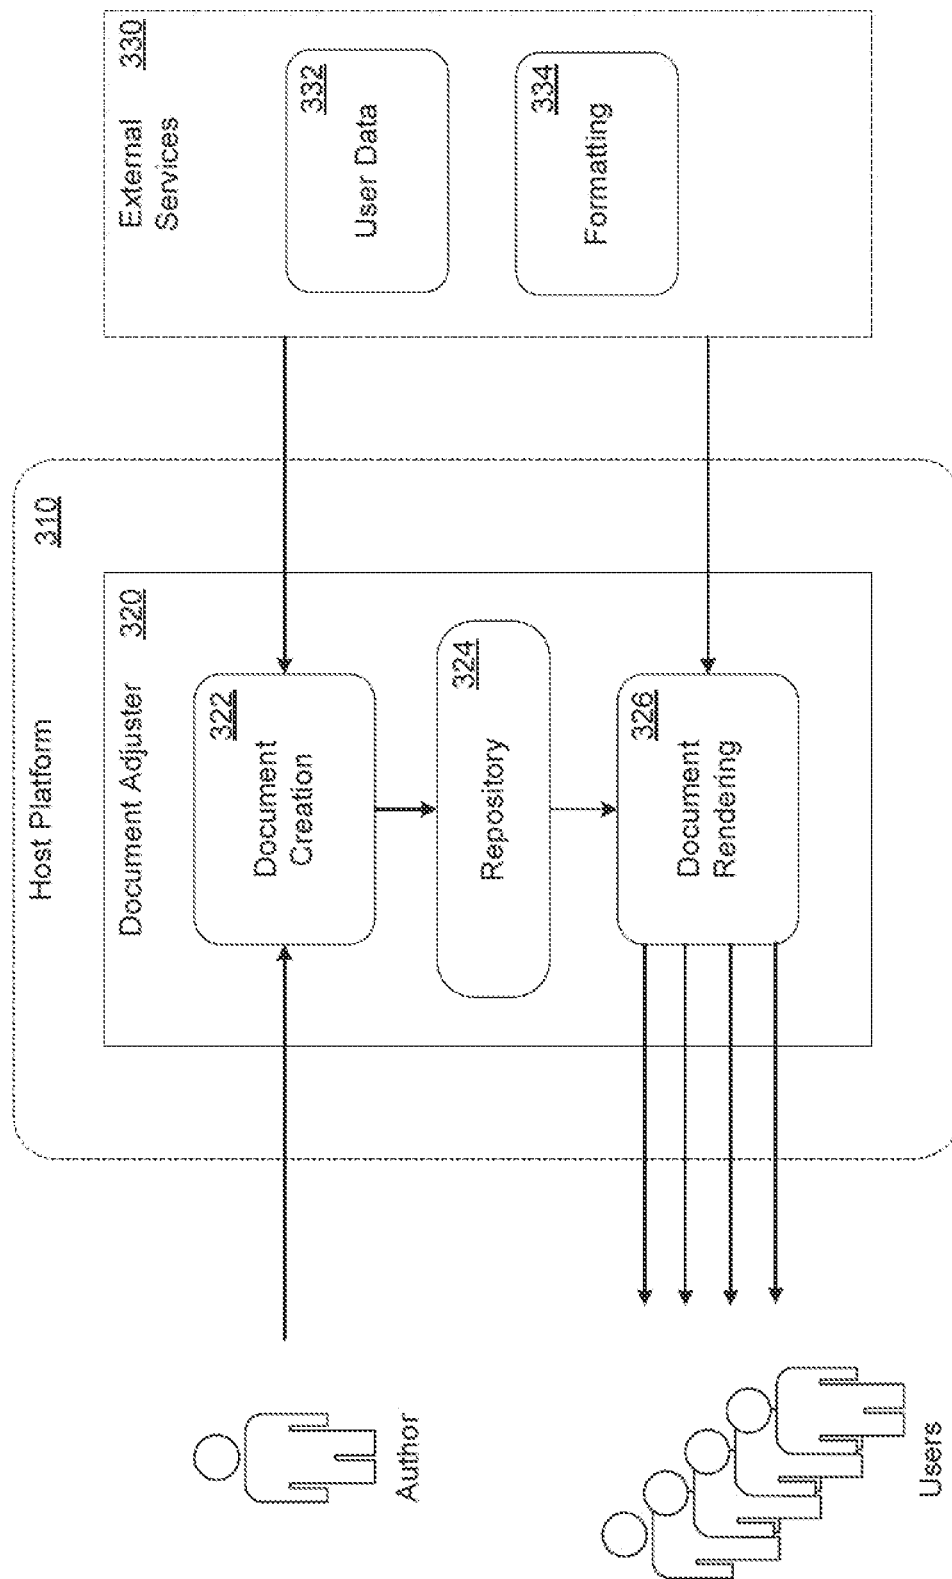 Host Platform
310
Document Adjuster
320
Document
Creation
322
Repository
324
Document
Rendering
326
External
Services
330
User Data
332
Formatting
334
Author
Users